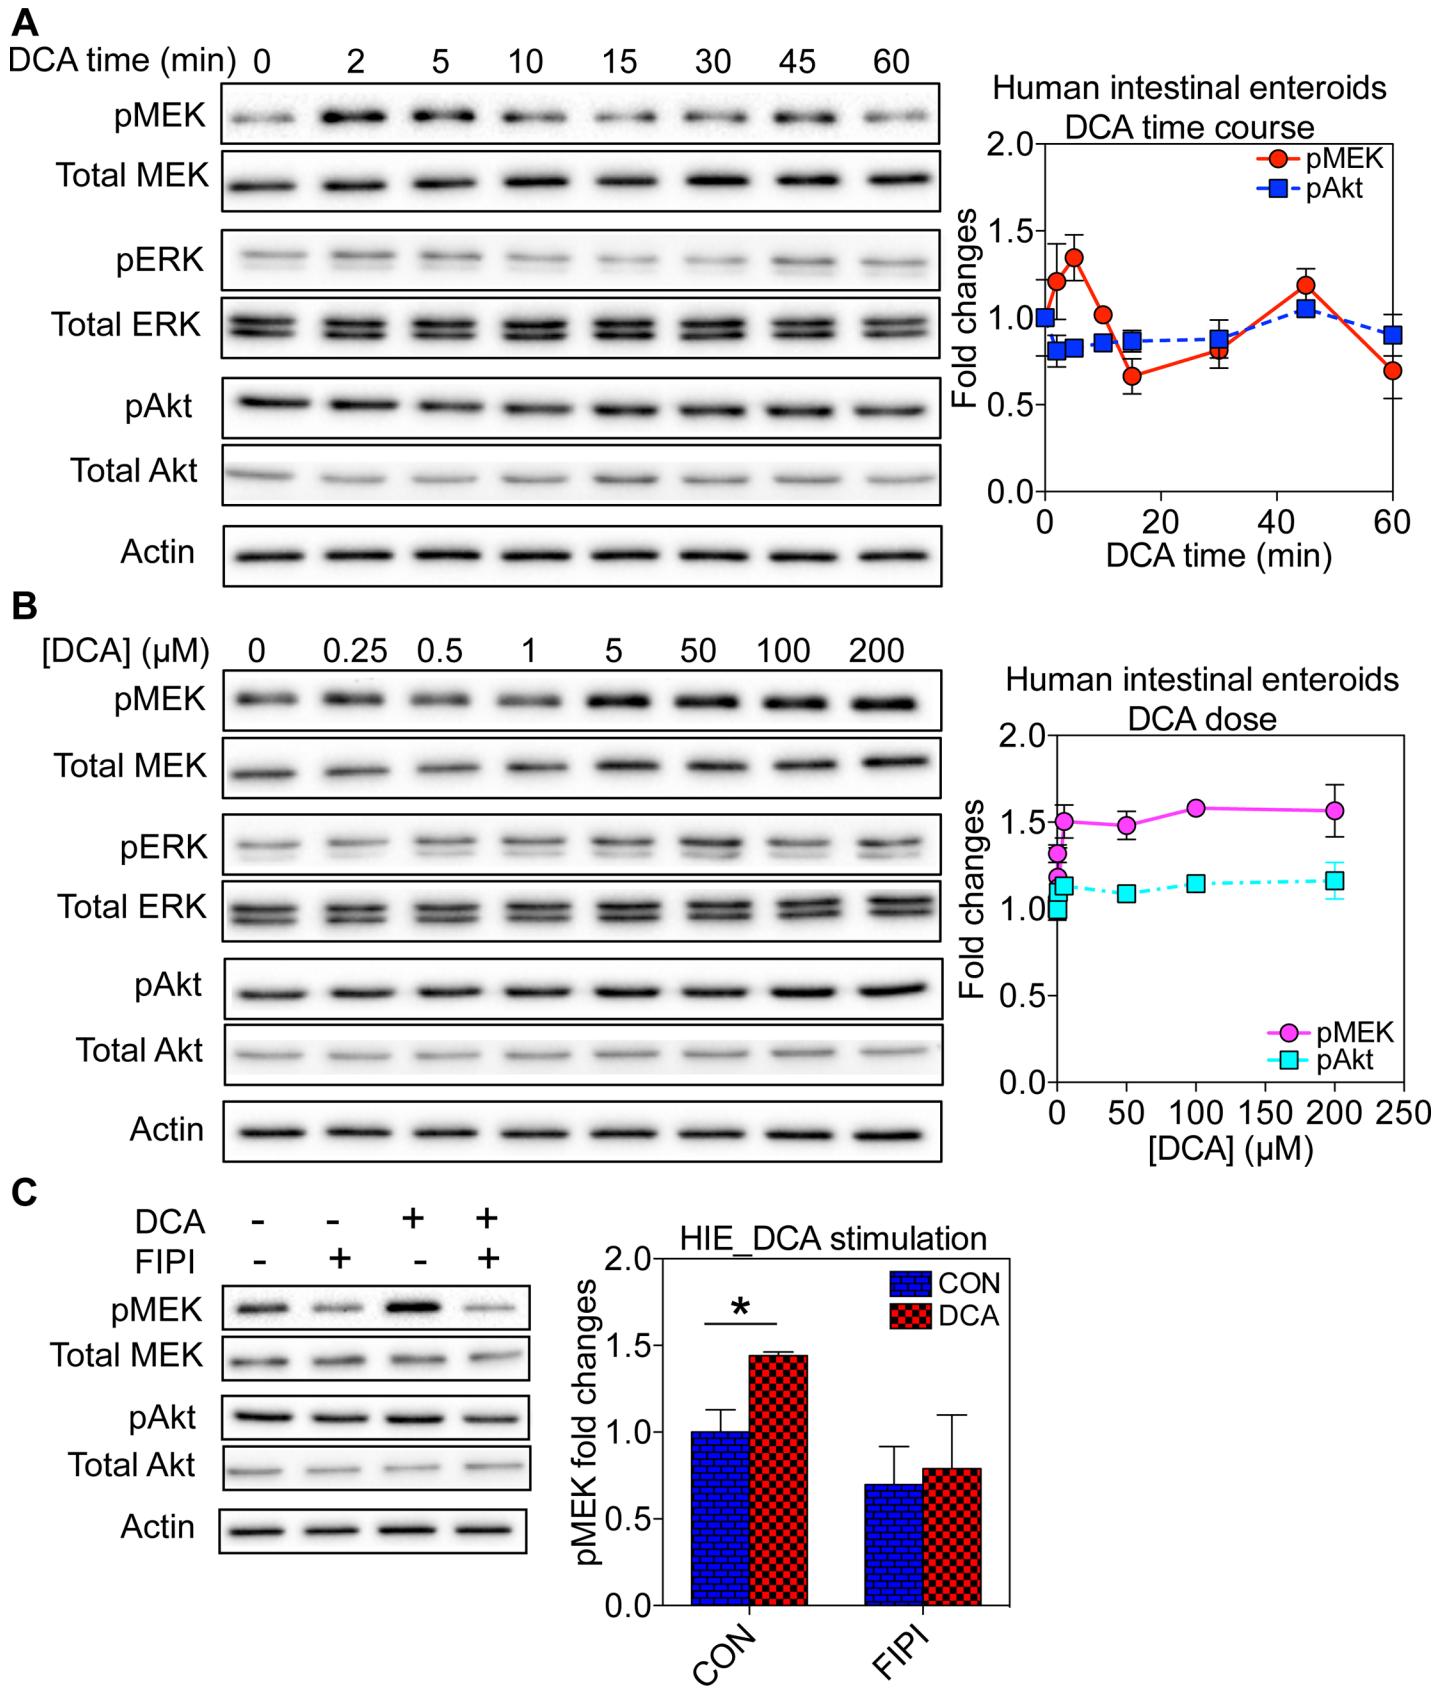 A
DCA time (min) 0 2 5 10 15 30 45 60
pMEK
Total MEK
pERK
Total ERK
pAkt
Total Akt
Actin
Human intestinal enteroids
DCA time course
pMEK
pAkt
Fold changes
2.0
1.5
1.0
0.5
0.0
0 20 40 60
DCA time (min)
B
[DCA] (µM) 0 0.25 0.5 1 5 50 100 200
pMEK
Total MEK
pERK
Total ERK
pAkt
Total Akt
Actin
Human intestinal enteroids
DCA dose
Fold changes
2.0
1.5
1.0
0.5
0.0
pMEK
pAkt
0 50 100 150 200 250
[DCA] (µM)
C
DCA - - + +
FIPI - + - +
pMEK
Total MEK
pAkt
Total Akt
Actin
HIE_DCA stimulation
CON
DCA
*
pMEK fold changes
2.0
1.5
1.0
0.5
0.0
CON FIPI